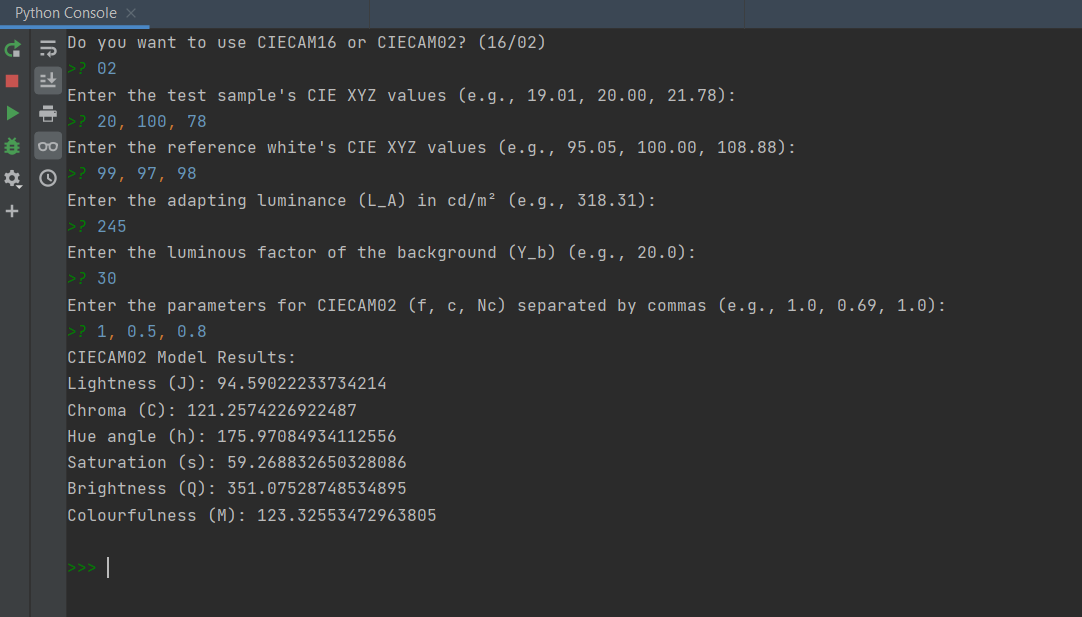 Python Console
Do you want to use CIECAM16 or CIECAM02? (16/02)
>? 02
Enter the test sample's CIE XYZ values (e.g., 19.01, 20.00, 21.78):
>? 20, 100, 78
Enter the reference white's CIE XYZ values (e.g., 95.05, 100.00, 108.88):
>? 99, 97, 98
Enter the adapting luminance (L_A) in cd/m² (e.g., 318.31):
>? 245
Enter the luminous factor of the background (Y_b) (e.g., 20.0):
>? 30
Enter the parameters for CIECAM02 (f, c, Nc) separated by commas (e.g., 1.0, 0.69, 1.0):
>? 1, 0.5, 0.8
CIECAM02 Model Results:
Lightness (J): 94.59022233734214
Chroma (C): 121.2574226922487
Hue angle (h): 175.97084934112556
Saturation (s): 59.268832650328086
Brightness (Q): 351.07528748534895
Colourfulness (M): 123.32553472963805
>>>